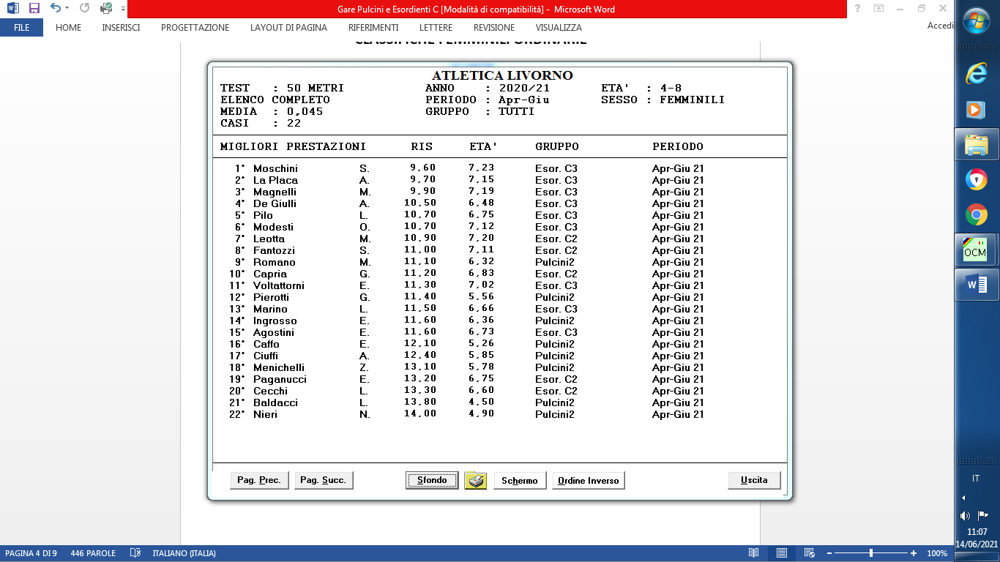 Gare Pulcini e Esordienti C [Modalità di compatibilità] - Microsoft Word
FILE HOME INSERISCI PROGETTAZIONE LAYOUT DI PAGINA RIFERIMENTI LETTERE REVISIONE VISUALIZZA Accedi
CLASSIFICHE FEMMINILI ORDINARIE
ATLETICA LIVORNO
TEST : 50 METRI ANNO : 2020/21 ETA' : 4-8
ELENCO COMPLETO PERIODO : Apr-Giu SESSO : FEMMINILI
MEDIA : 0,045 GRUPPO : TUTTI
CASI : 22
MIGLIORI PRESTAZIONI RIS ETA' GRUPPO PERIODO
1° Moschini S. 9,60 7,23 Esor. C3 Apr-Giu 21
2° La Placa A. 9,70 7,15 Esor. C3 Apr-Giu 21
3° Magnelli M. 9,90 7,19 Esor. C3 Apr-Giu 21
4° De Giulli A. 10,50 6,48 Esor. C3 Apr-Giu 21
5° Pilo L. 10,70 6,75 Esor. C3 Apr-Giu 21
6° Modesti O. 10,70 7,12 Esor. C3 Apr-Giu 21
7° Leotta M. 10,90 7,20 Esor. C2 Apr-Giu 21
8° Fantozzi S. 11,00 7,11 Esor. C2 Apr-Giu 21
9° Romano M. 11,10 6,32 Pulcini2 Apr-Giu 21
10° Capria G. 11,20 6,83 Esor. C2 Apr-Giu 21
11° Voltattorni E. 11,30 7,02 Esor. C3 Apr-Giu 21
12° Pierotti G. 11,40 5,56 Pulcini2 Apr-Giu 21
13° Marino L. 11,50 6,66 Esor. C3 Apr-Giu 21
14° Ingrosso E. 11,60 6,36 Pulcini2 Apr-Giu 21
15° Agostini E. 11,60 6,73 Esor. C3 Apr-Giu 21
16° Caffo E. 12,10 5,26 Pulcini2 Apr-Giu 21
17° Ciuffi A. 12,40 5,85 Pulcini2 Apr-Giu 21
18° Menichelli Z. 13,10 5,78 Pulcini2 Apr-Giu 21
19° Paganucci E. 13,20 6,75 Esor. C2 Apr-Giu 21
20° Cecchi L. 13,30 6,60 Esor. C2 Apr-Giu 21
21° Baldacci L. 13,80 4,50 Pulcini2 Apr-Giu 21
22° Nieri N. 14,00 4,90 Pulcini2 Apr-Giu 21
Pag. Prec. Pag. Succ. Sfondo Schermo Ordine Inverso Uscita
OCM
IT
11:07
14/06/2021
PAGINA 4 DI 9 446 PAROLE ITALIANO (ITALIA) 100%